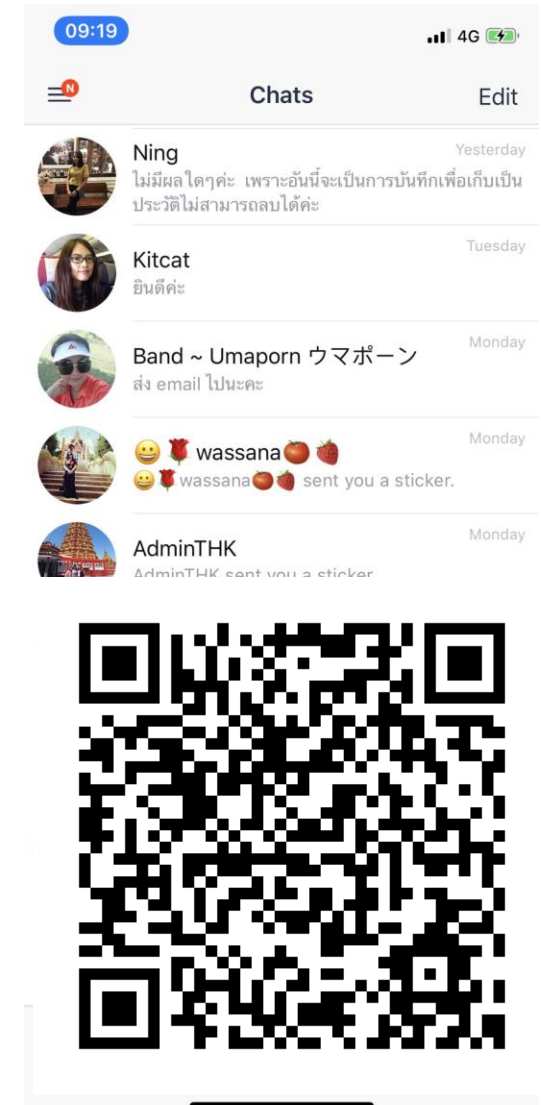 09:19
4G
N
Chats
Edit
Ning
Yesterday
ไม่มีผลใดๆค่ะ เพราะอันนี้จะเป็นการบันทึกเพื่อเก็บเป็น
ประวัติไม่สามารถลบได้ค่ะ
Kitcat
Tuesday
ยินดีค่ะ
Band ~ Umaporn ウマポーン
Monday
ส่ง email ไปนะคะ
😀🌹wassana🍅🍓
Monday
😀🌹wassana🍅🍓 sent you a sticker.
AdminTHK
Monday
AdminTHK sent you a sticker